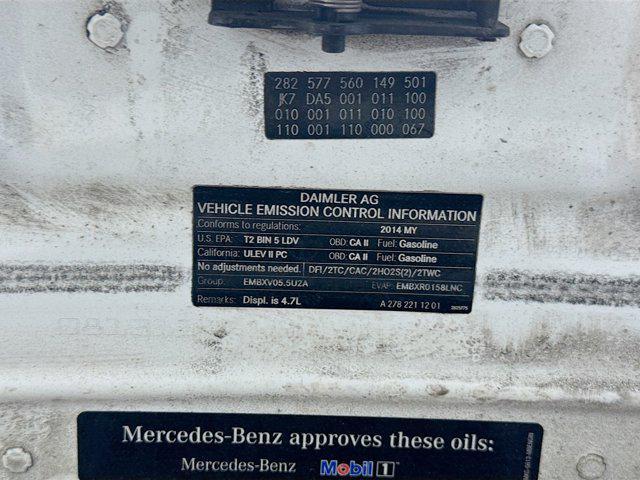 282 577 560 149 501
JK7 DA5 001 011 100
010 001 011 010 100
110 001 110 000 067
DAIMLER AG
VEHICLE EMISSION CONTROL INFORMATION
Conforms to regulations: 2014 MY
U.S. EPA: T2 BIN 5 LDV OBD: CA II Fuel: Gasoline
California: ULEV II PC OBD: CA II Fuel: Gasoline
No adjustments needed. DFI/2TC/CAC/2HO2S(2)/2TWC
Group: EMBXV05.5U2A EVAP: EMBXR0158LNC
Remarks: Displ. is 4.7L A 278 221 12 01
Mercedes-Benz approves these oils:
Mercedes-Benz Mobil 1